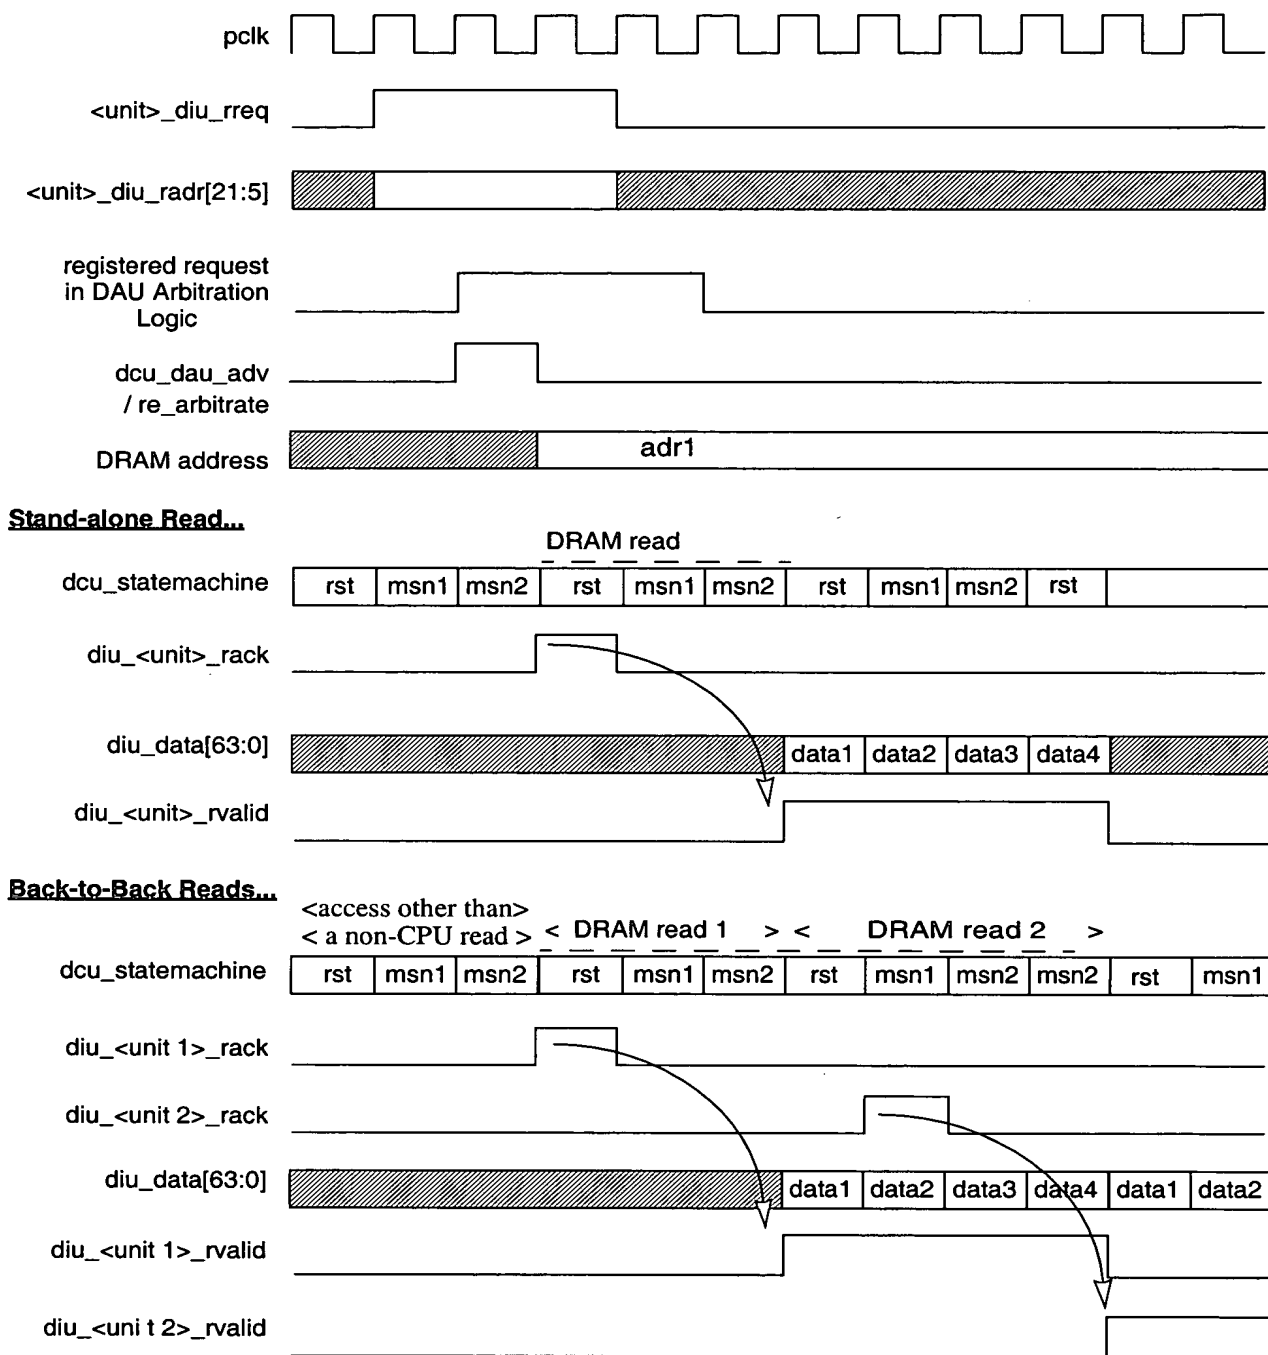 pclk
<unit>_diu_rreq
<unit>_diu_radr[21:5]
registered request
in DAU Arbitration
Logic
dcu_dau_adv
/ re_arbitrate
adr1
DRAM address
Stand-alone Read...
DRAM read
dcu_statemachine rst msn1 msn2 rst msn1 msn2 rst msn1 msn2 rst
diu_<unit>_rack
diu_data[63:0] data1 data2 data3 data4
diu_<unit>_rvalid
Back-to-Back Reads...
<access other than>
< a non-CPU read > < DRAM read 1 > < DRAM read 2 >
dcu_statemachine rst msn1 msn2 rst msn1 msn2 rst msn1 msn2 msn2 rst msn1
diu_<unit 1>_rack
diu_<unit 2>_rack
diu_data[63:0] data1 data2 data3 data4 data1 data2
diu_<unit 1>_rvalid
diu_<uni t 2>_rvalid